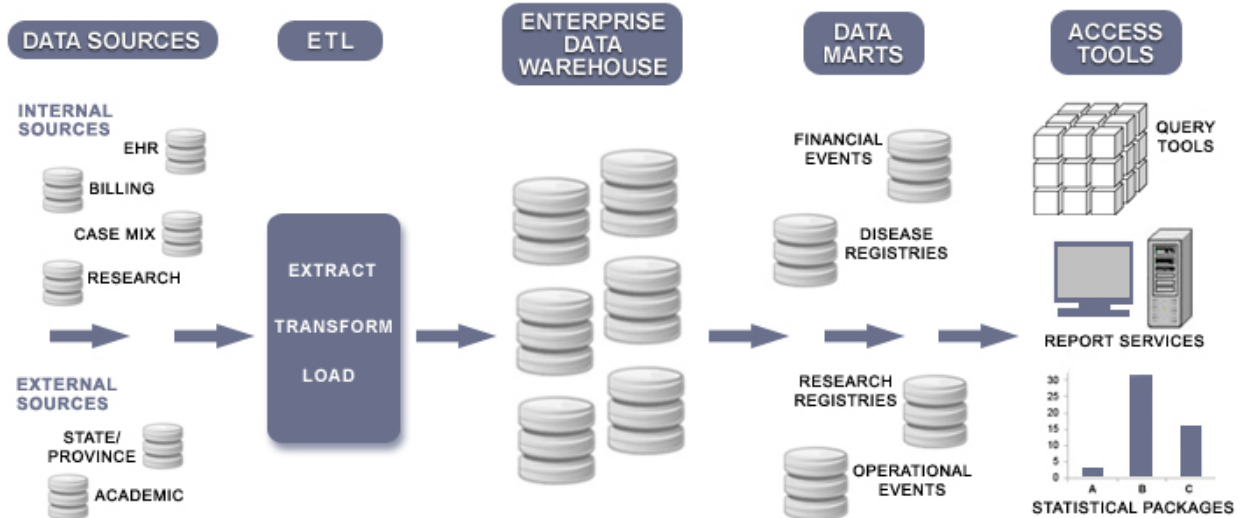 DATA SOURCES
ETL
ENTERPRISE
DATA
WAREHOUSE
DATA
MARTS
ACCESS
TOOLS
INTERNAL
SOURCES
EHR
BILLING
CASE MIX
RESEARCH
EXTERNAL
SOURCES
STATE/
PROVINCE
ACADEMIC
EXTRACT
TRANSFORM
LOAD
FINANCIAL
EVENTS
DISEASE
REGISTRIES
RESEARCH
REGISTRIES
OPERATIONAL
EVENTS
QUERY
TOOLS
REPORT SERVICES
30
25
20
15
10
5
0
A B C
STATISTICAL PACKAGES